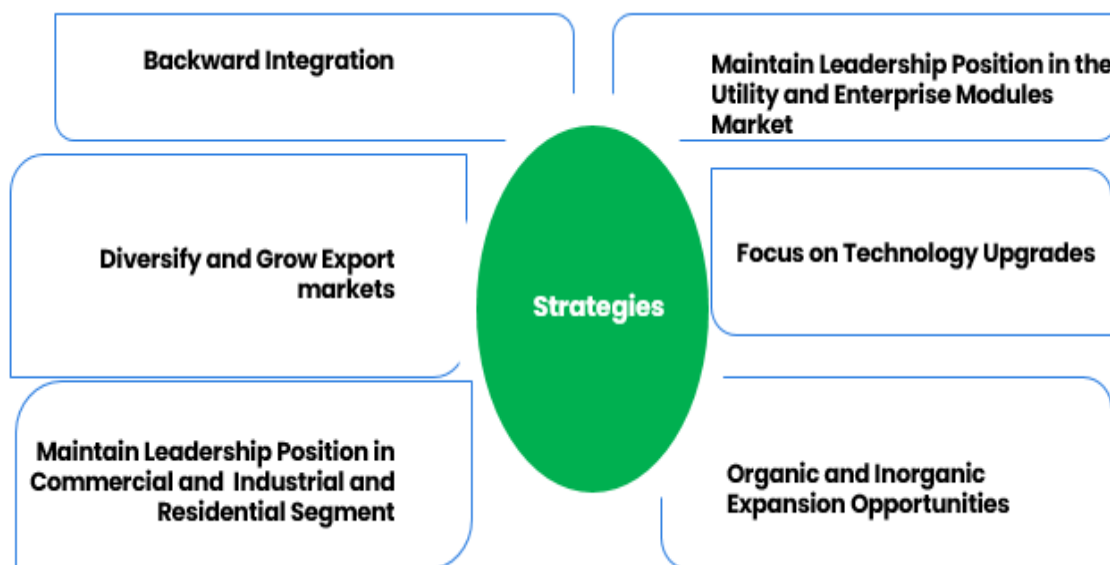 Backward Integration
Maintain Leadership Position in the
Utility and Enterprise Modules
Market
Diversify and Grow Export
markets
Strategies
Focus on Technology Upgrades
Maintain Leadership Position in
Commercial and  Industrial and
Residential Segment
Organic and Inorganic
Expansion Opportunities